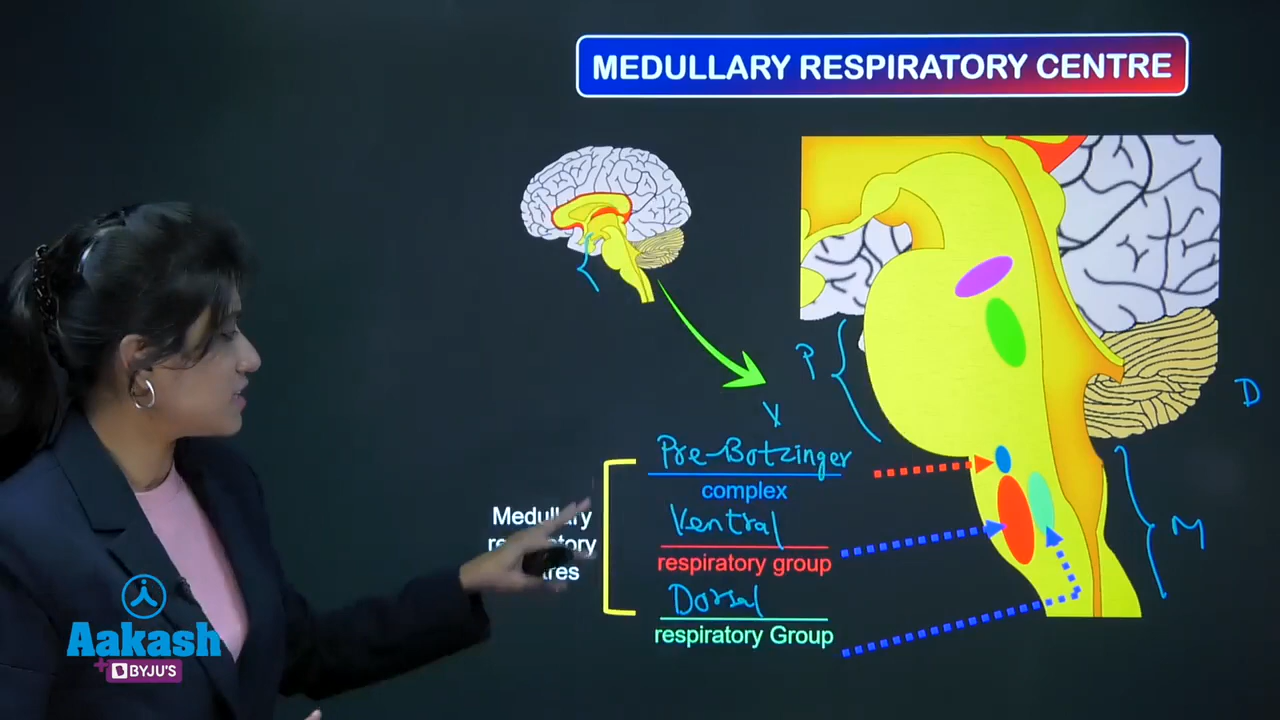 MEDULLARY RESPIRATORY CENTRE
P
D
V
Pre-Botzinger
complex
Medullary
Ventral
respiratory group
Dorsal
respiratory Group
M
Aakash
+ BYJU'S